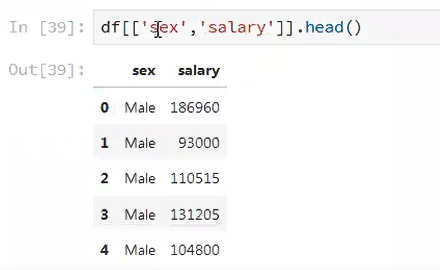 In [39]: df[['sex','salary']].head()
Out[39]:
sex salary
0 Male 186960
1 Male 93000
2 Male 110515
3 Male 131205
4 Male 104800